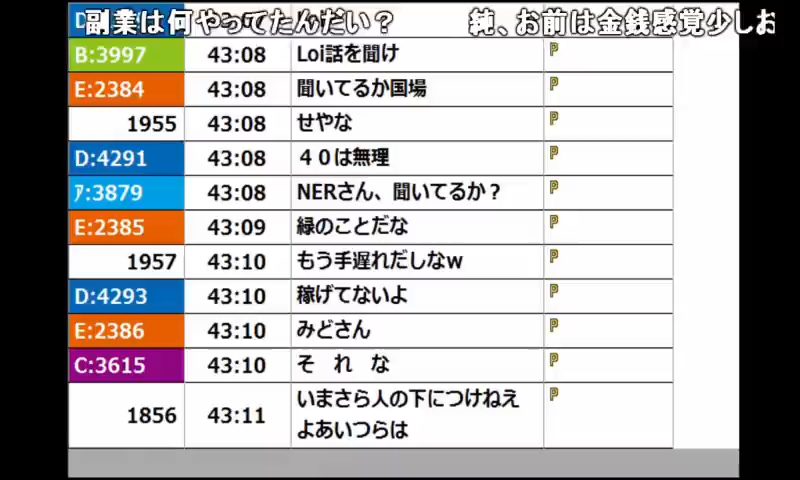 副業は何やってたんだい？
純、お前は金銭感覚少しお
B:3997 43:08 Loi話を聞け P
E:2384 43:08 聞いてるか国場 P
1955 43:08 せやな P
D:4291 43:08 ４０は無理 P
ｱ:3879 43:08 NERさん、聞いてるか？ P
E:2385 43:09 緑のことだな P
1957 43:10 もう手遅れだしなw P
D:4293 43:10 稼げてないよ P
E:2386 43:10 みどさん P
C:3615 43:10 そ　れ　な P
1856 43:11 いまさら人の下につけねえ P
よあいつらは